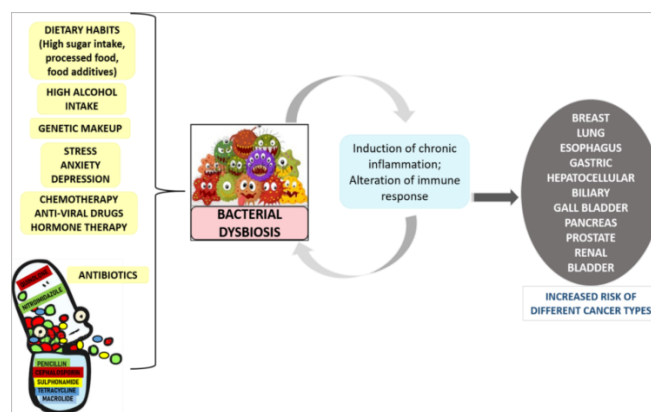 DIETARY HABITS
(High sugar intake,
processed food,
food additives)
HIGH ALCOHOL
INTAKE
GENETIC MAKEUP
STRESS
ANXIETY
DEPRESSION
CHEMOTHERAPY
ANTI-VIRAL DRUGS
HORMONE THERAPY
ANTIBIOTICS
NITROIMIDAZOLE
PENICILLIN
CEPHALOSPORIN
SULPHONAMIDE
TETRACYCLINE
MACROLIDE
BACTERIAL
DYSBIOSIS
Induction of chronic
inflammation;
Alteration of immune
response
BREAST
LUNG
ESOPHAGUS
GASTRIC
HEPATOCELLULAR
BILIARY
GALL BLADDER
PANCREAS
PROSTATE
RENAL
BLADDER
INCREASED RISK OF
DIFFERENT CANCER TYPES